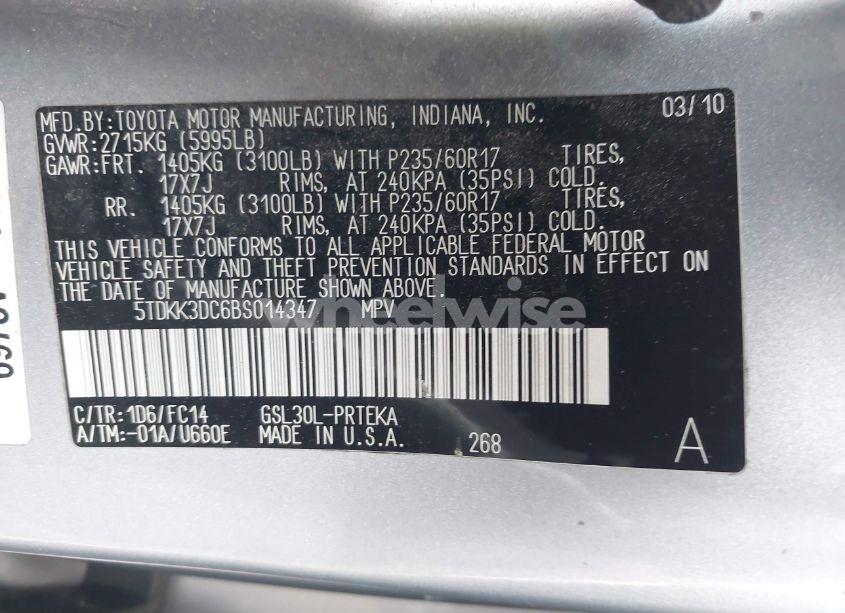 MFD.BY:TOYOTA MOTOR MANUFACTURING, INDIANA, INC. 03/10
GVWR:2715KG (5995LB)
GAWR:FRT. 1405KG (3100LB) WITH P235/60R17 TIRES,
17X7J RIMS, AT 240KPA (35PSI) COLD.
RR. 1405KG (3100LB) WITH P235/60R17 TIRES,
17X7J RIMS, AT 240KPA (35PSI) COLD.
THIS VEHICLE CONFORMS TO ALL APPLICABLE FEDERAL MOTOR
VEHICLE SAFETY AND THEFT PREVENTION STANDARDS IN EFFECT ON
THE DATE OF MANUFACTURE SHOWN ABOVE.
5TDKK3DC6BS014347 MPV
wheelwise
C/TR:1D6/FC14 GSL30L-PRTEKA
A/TM:-01A/U660E MADE IN U.S.A. 268 A